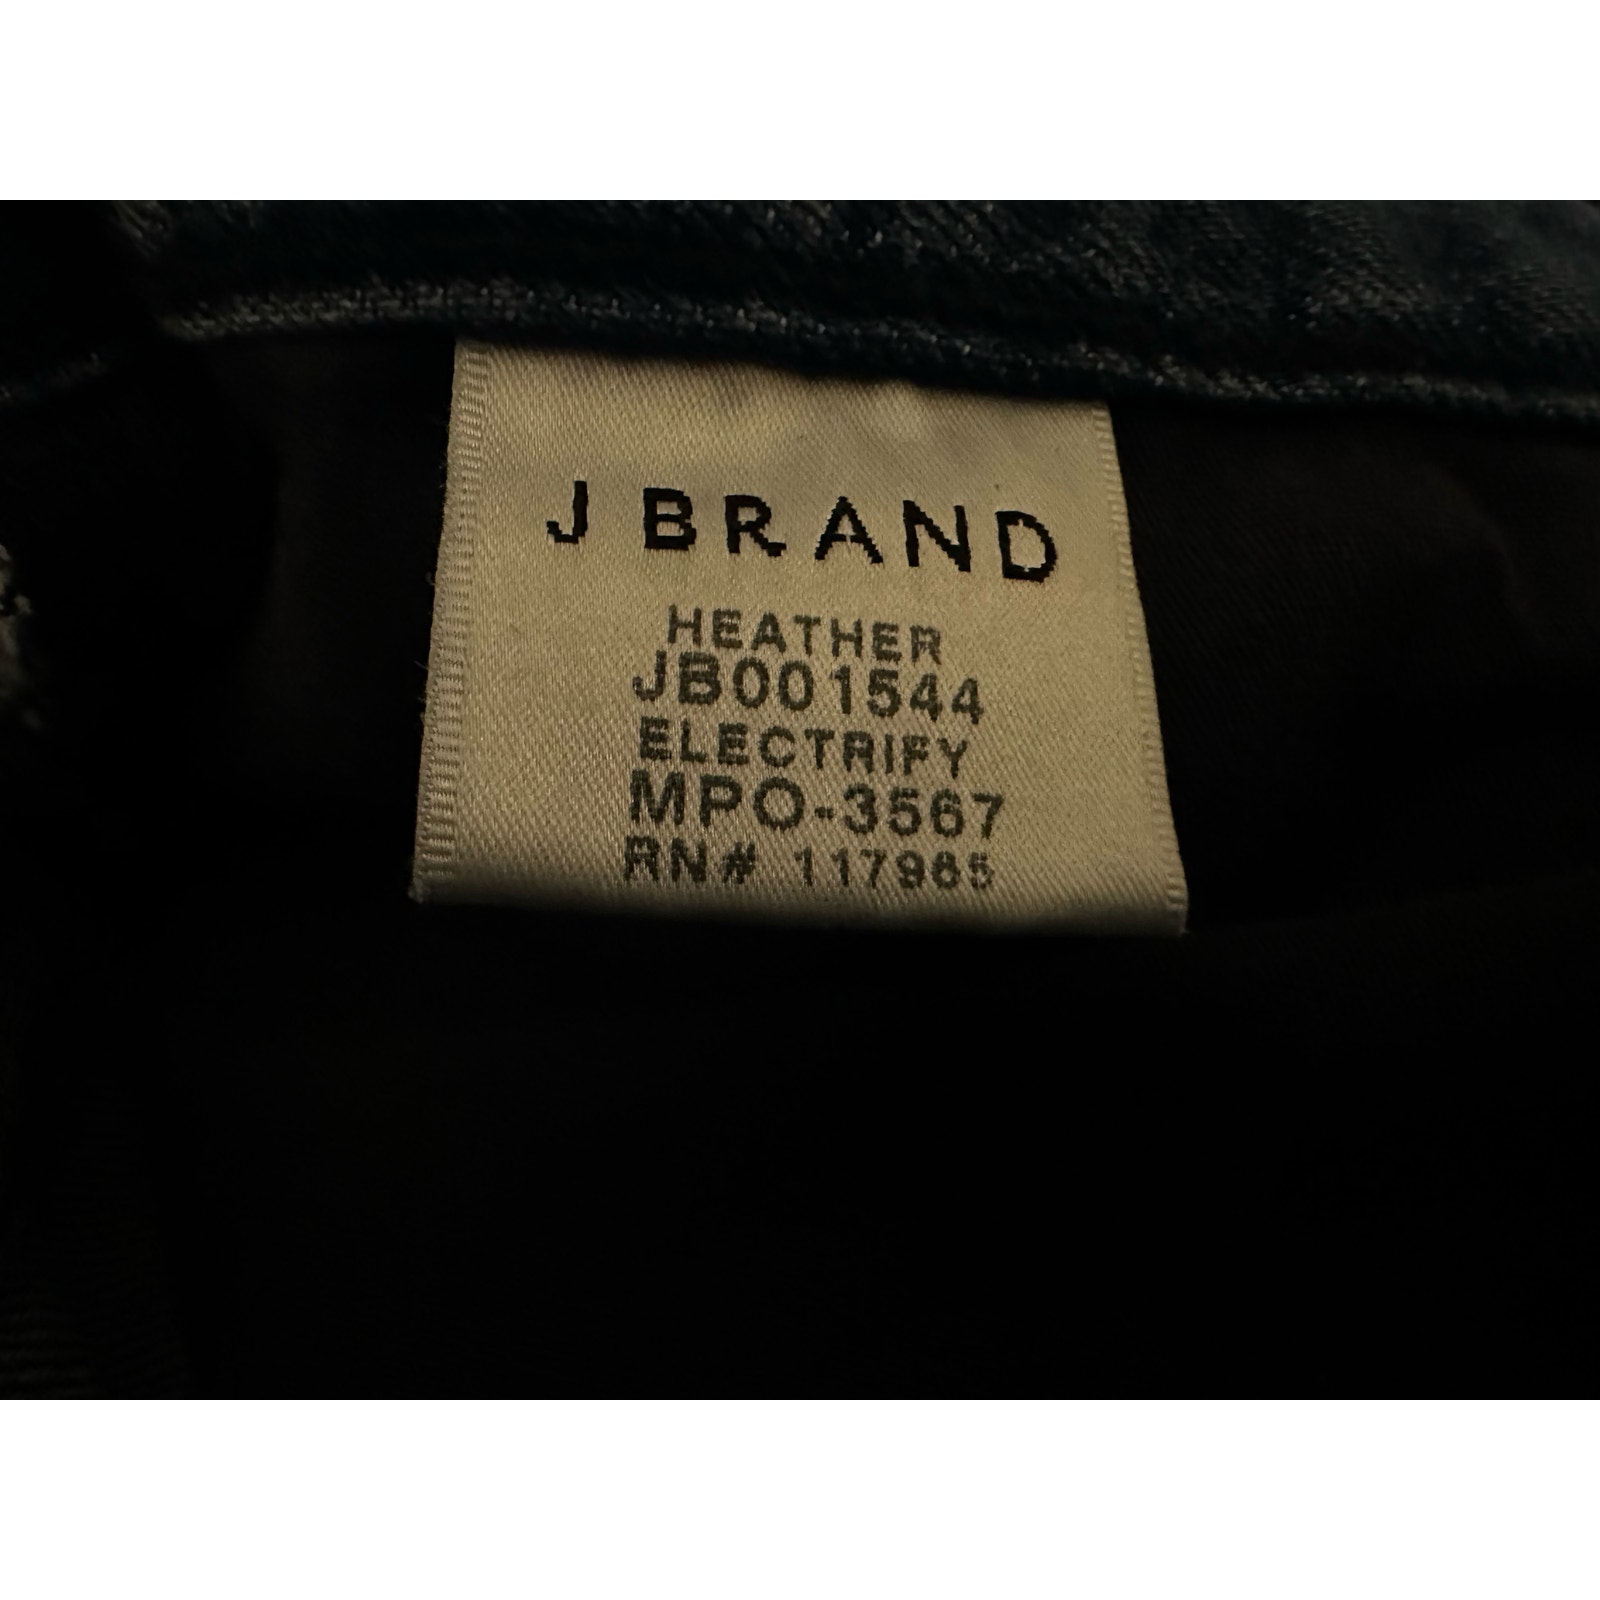 J BRAND
HEATHER
JB001544
ELECTRIFY
MPO-3567
RN# 117965